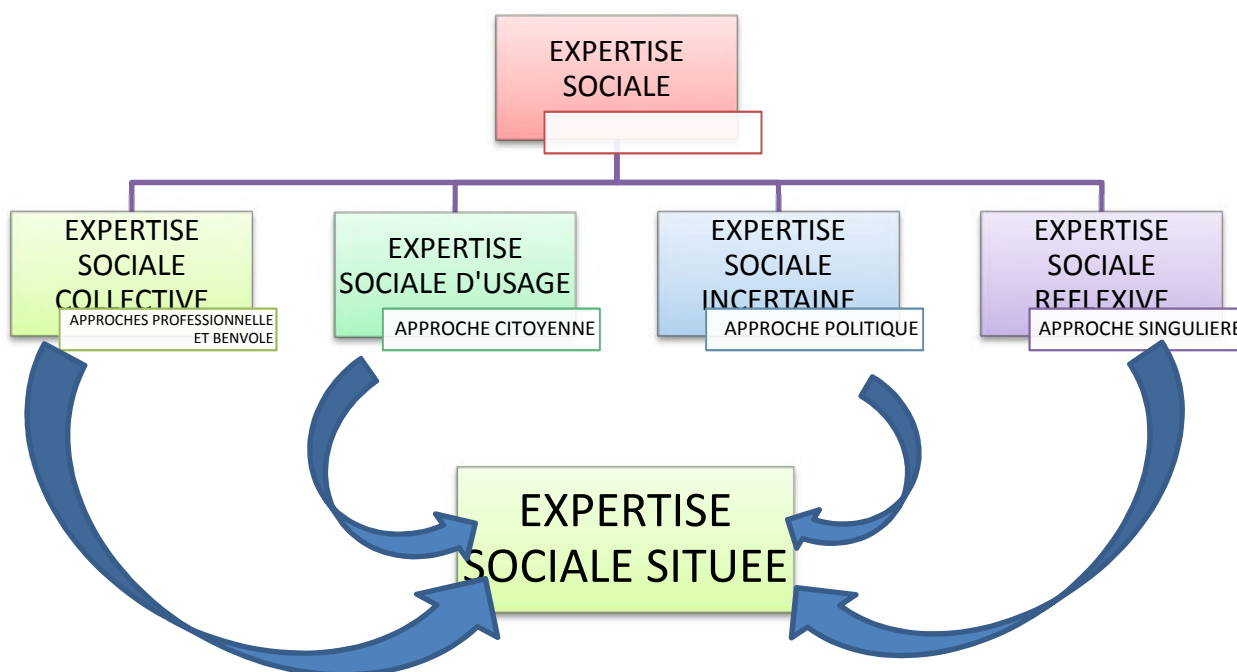 EXPERTISE
SOCIALE
EXPERTISE
SOCIALE
COLLECTIVE
APPROCHES PROFESSIONNELLE
ET BENVOLE
EXPERTISE
SOCIALE D'USAGE
APPROCHE CITOYENNE
EXPERTISE
SOCIALE
INCERTAINE
APPROCHE POLITIQUE
EXPERTISE
SOCIALE
REFLEXIVE
APPROCHE SINGULIERE
EXPERTISE
SOCIALE SITUEE